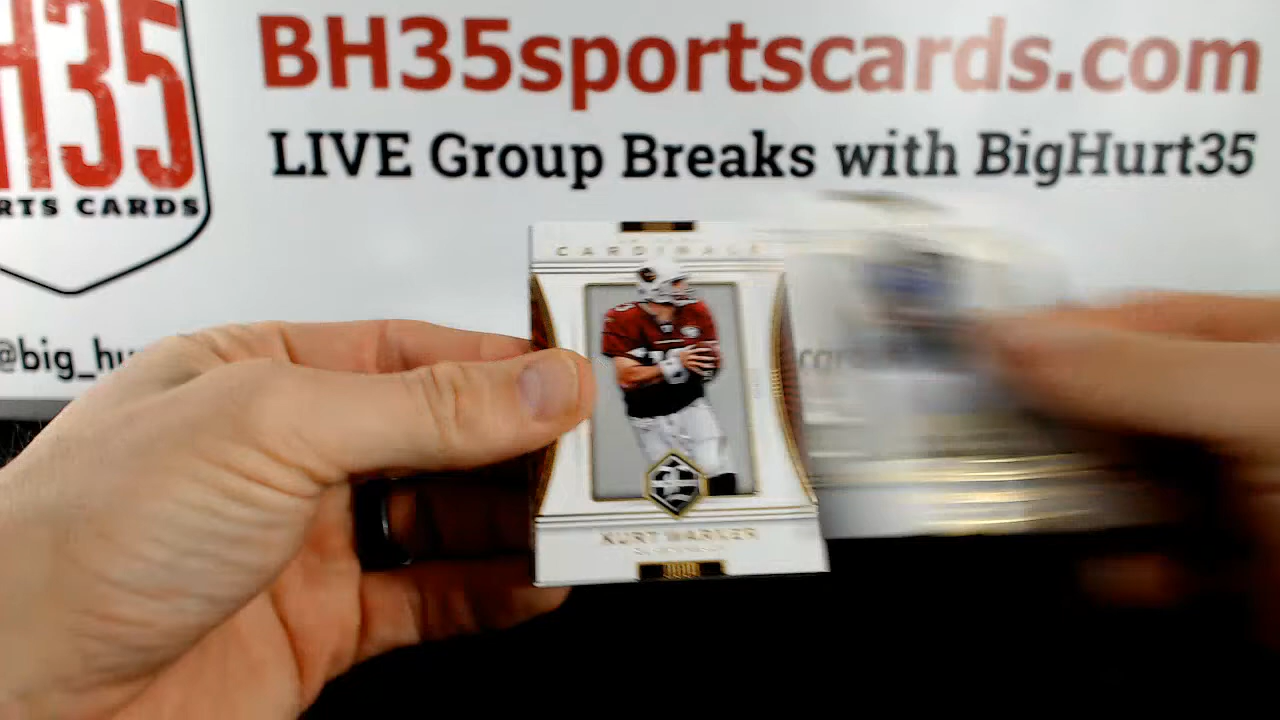 H35
RTS CARDS
BH35sportscards.com
LIVE Group Breaks with BigHurt35
@big_hu
CARDINALS
KURT WARNER